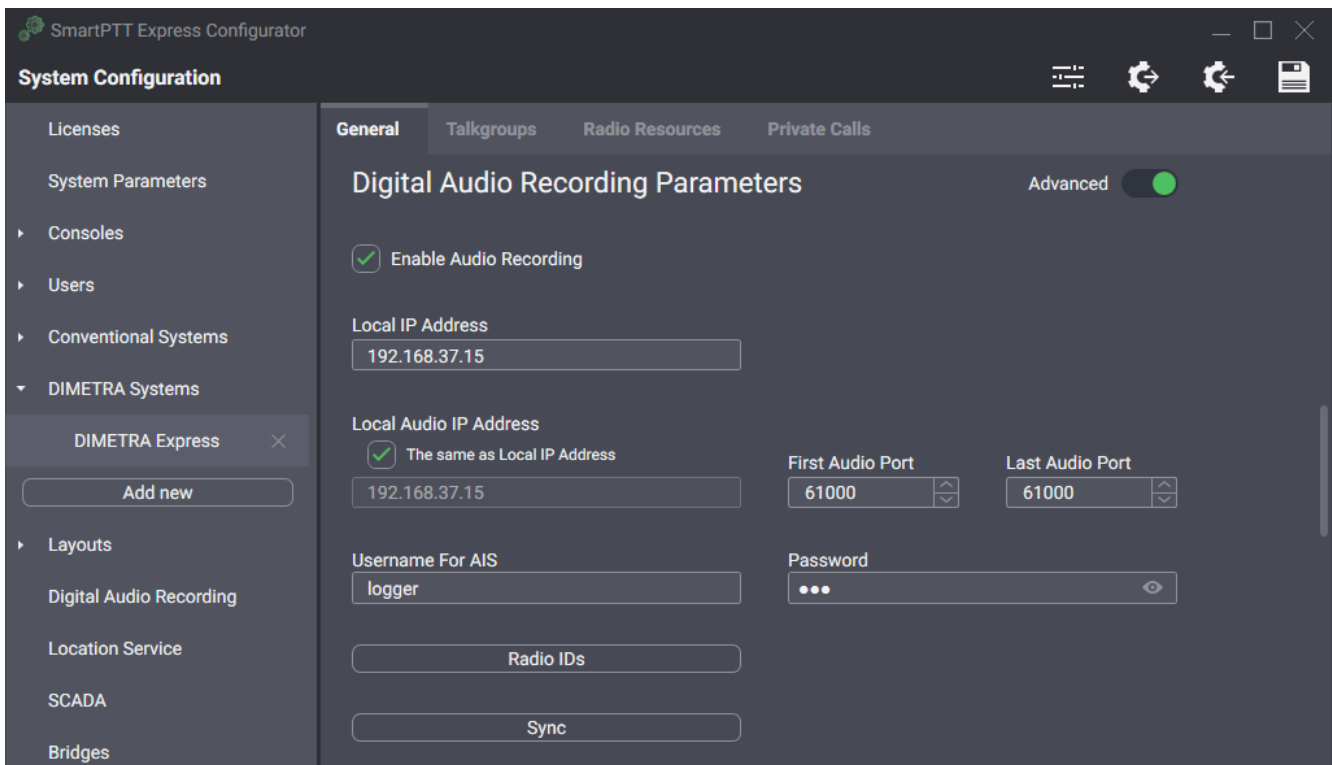 SmartPTT Express Configurator
System Configuration
Licenses
System Parameters
Consoles
Users
Conventional Systems
DIMETRA Systems
DIMETRA Express
Add new
Layouts
Digital Audio Recording
Location Service
SCADA
Bridges
General Talkgroups Radio Resources Private Calls
Digital Audio Recording Parameters
Advanced
Enable Audio Recording
Local IP Address
192.168.37.15
Local Audio IP Address
The same as Local IP Address
192.168.37.15
First Audio Port
61000
Last Audio Port
61000
Username For AIS
logger
Password
•••
Radio IDs
Sync